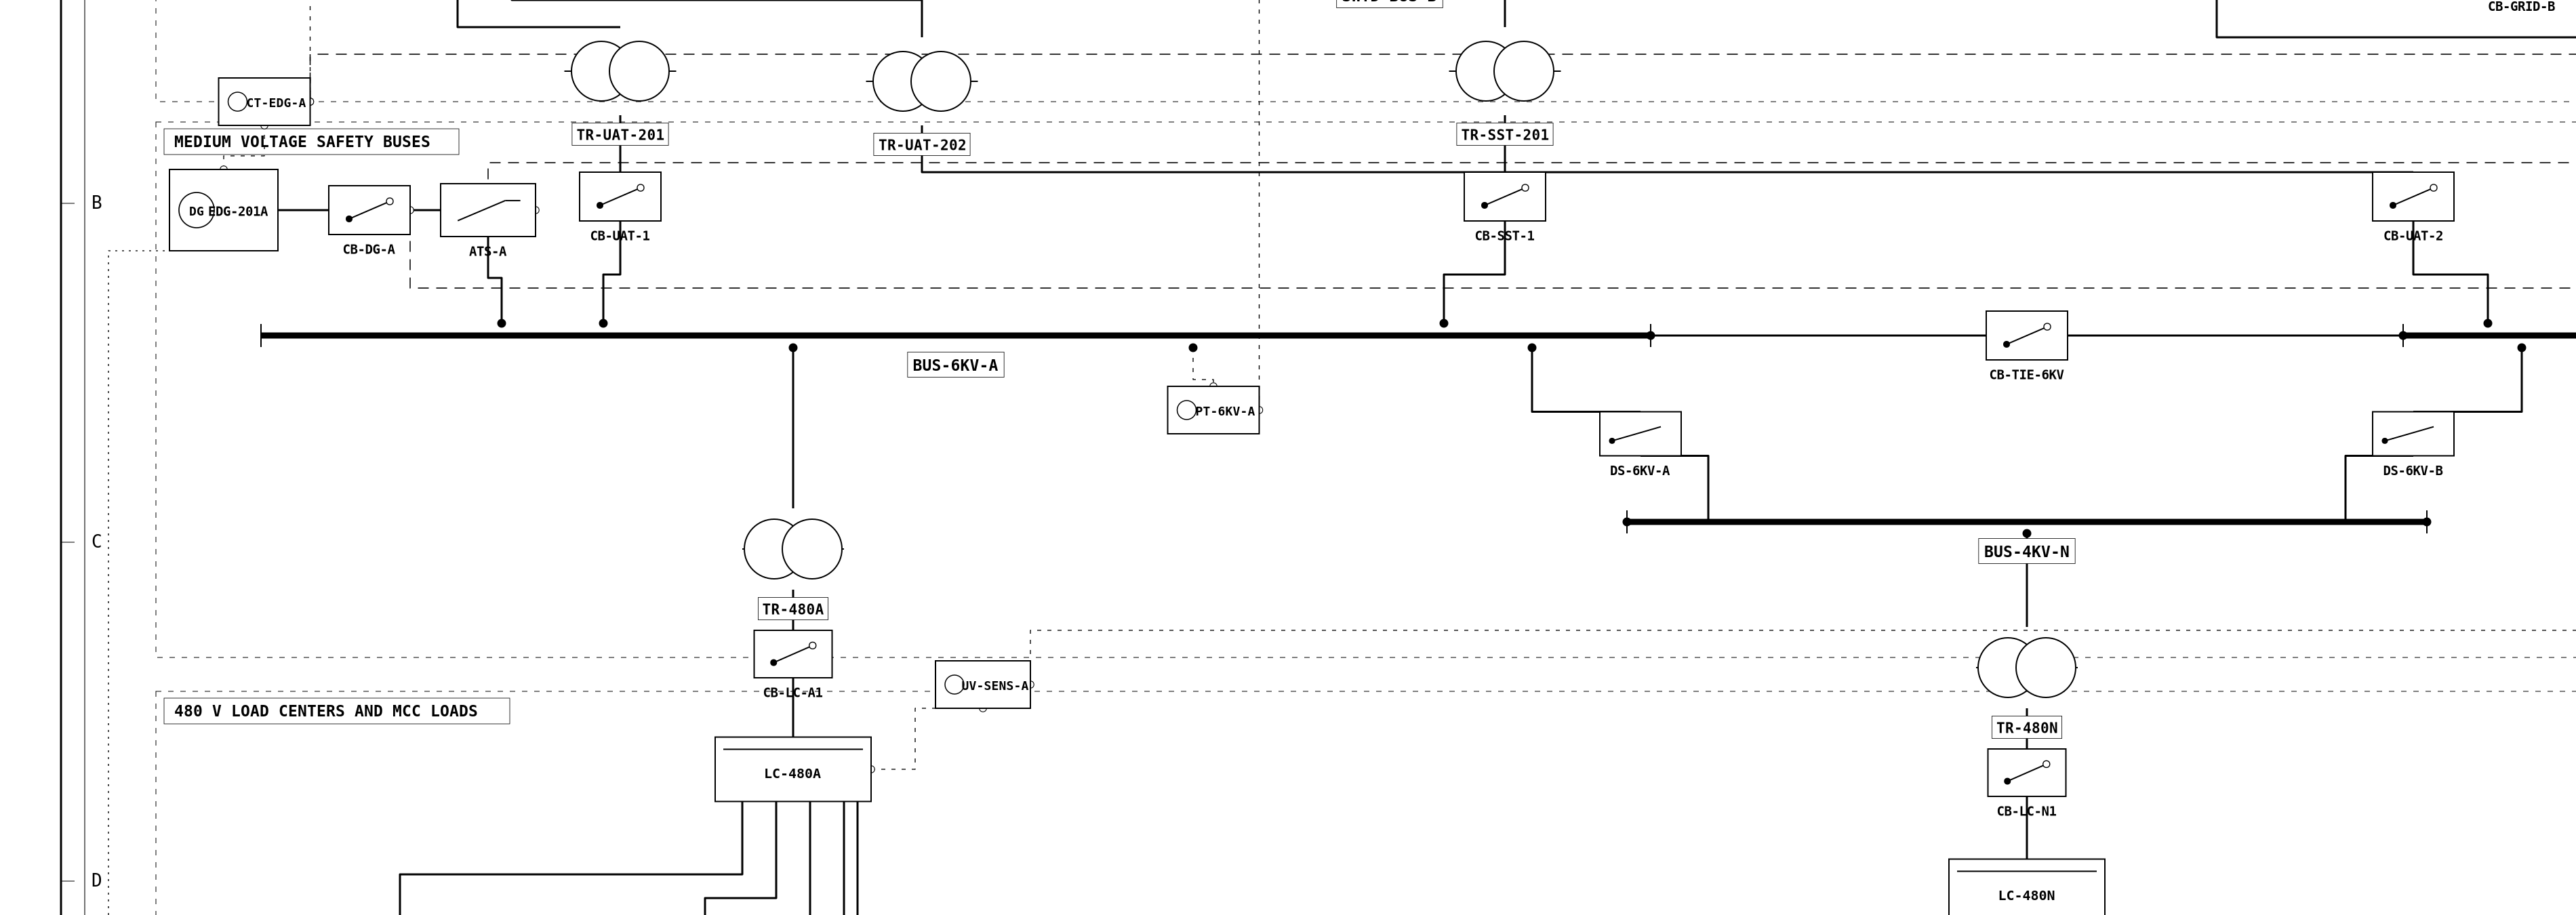 CB-GRID-B
CT-EDG-A
MEDIUM VOLTAGE SAFETY BUSES
TR-UAT-201
TR-UAT-202
TR-SST-201
B
DG EDG-201A
CB-DG-A
ATS-A
CB-UAT-1
CB-SST-1
CB-UAT-2
BUS-6KV-A
CB-TIE-6KV
PT-6KV-A
DS-6KV-A
DS-6KV-B
C
BUS-4KV-N
TR-480A
CB-LC-A1
UV-SENS-A
480 V LOAD CENTERS AND MCC LOADS
TR-480N
LC-480A
CB-LC-N1
D
LC-480N